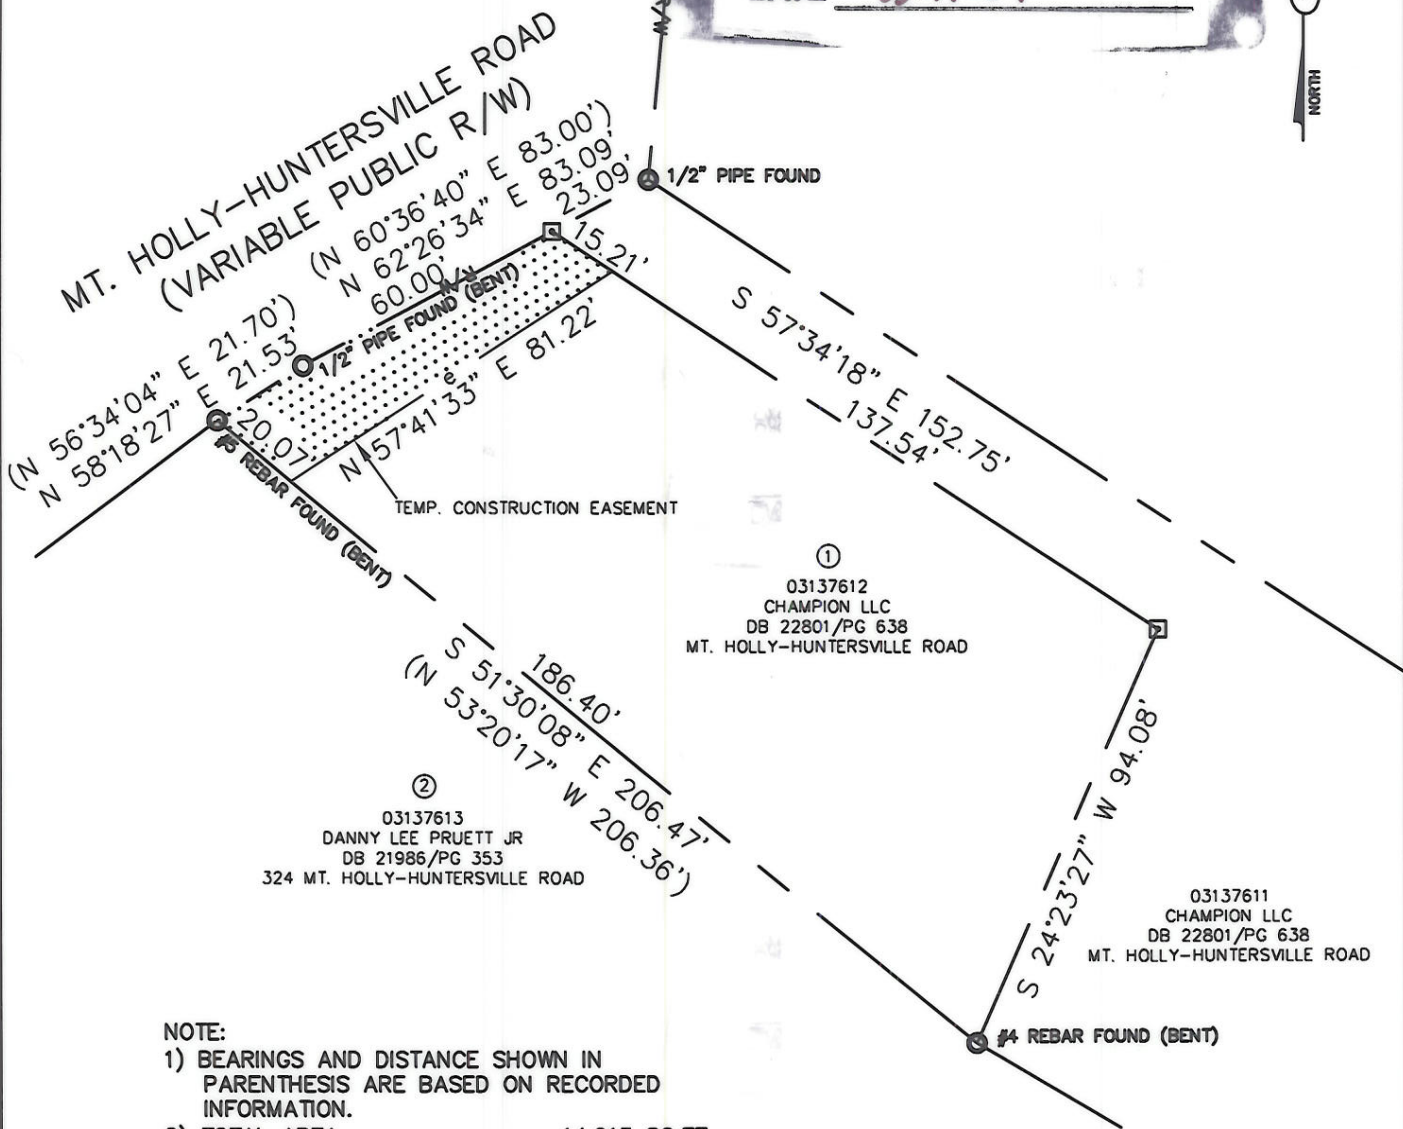 MT. HOLLY-HUNTERSVILLE ROAD
(VARIABLE PUBLIC R/W)
NORTH
(N 60°36'40" E 83.00')
N 62°26'34" E 83.09'
23.09'
60.00'
1/2" PIPE FOUND
15.21'
1/2" PIPE FOUND (BENT)
(N 56°34'04" E 21.70')
N 58°18'27" E 21.53'
20.07'
N 57°41'33" E 81.22'
e
#5 REBAR FOUND (BENT)
TEMP. CONSTRUCTION EASEMENT
S 57°34'18" E 152.75'
137.54'
1
03137612
CHAMPION LLC
DB 22801/PG 638
MT. HOLLY-HUNTERSVILLE ROAD
186.40'
S 51°30'08" E 206.47'
(N 53°20'17" W 206.36')
2
03137613
DANNY LEE PRUETT JR
DB 21986/PG 353
324 MT. HOLLY-HUNTERSVILLE ROAD
S 24°23'27" W 94.08'
03137611
CHAMPION LLC
DB 22801/PG 638
MT. HOLLY-HUNTERSVILLE ROAD
#4 REBAR FOUND (BENT)
NOTE:
1) BEARINGS AND DISTANCE SHOWN IN
PARENTHESIS ARE BASED ON RECORDED
INFORMATION.